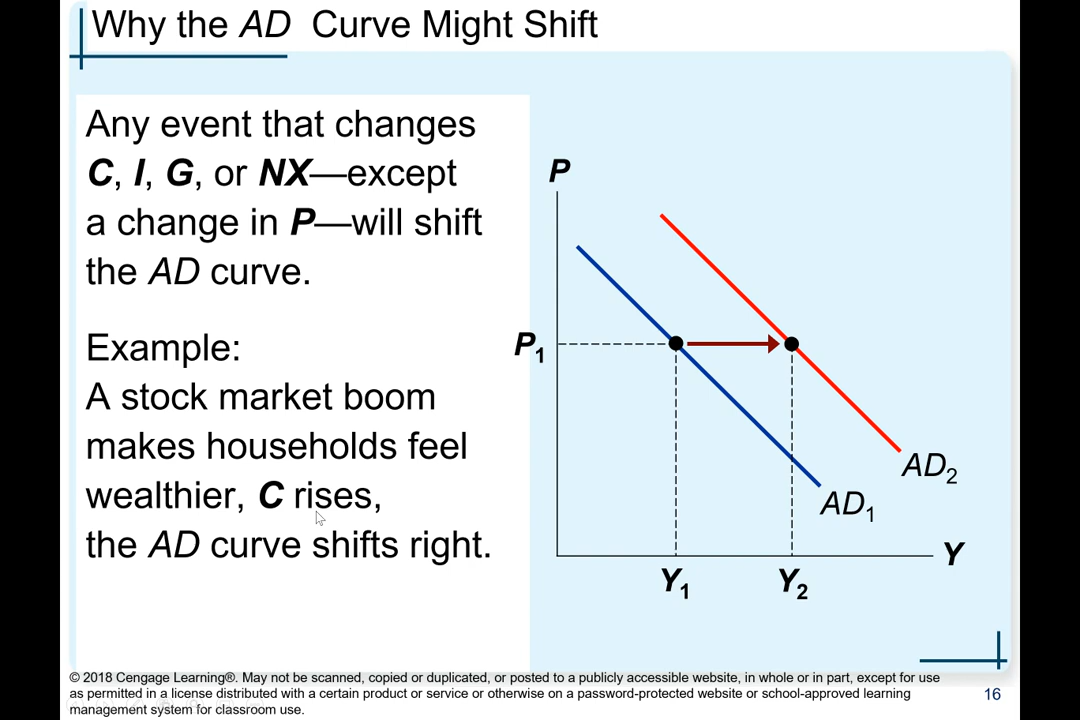 Why the AD Curve Might Shift
Any event that changes
C, I, G, or NX—except
a change in P—will shift
the AD curve.
Example:
A stock market boom
makes households feel
wealthier, C rises,
the AD curve shifts right.
P
P1
AD2
AD1
Y
Y1 Y2
© 2018 Cengage Learning®. May not be scanned, copied or duplicated, or posted to a publicly accessible website, in whole or in part, except for use
as permitted in a license distributed with a certain product or service or otherwise on a password-protected website or school-approved learning
management system for classroom use.
16